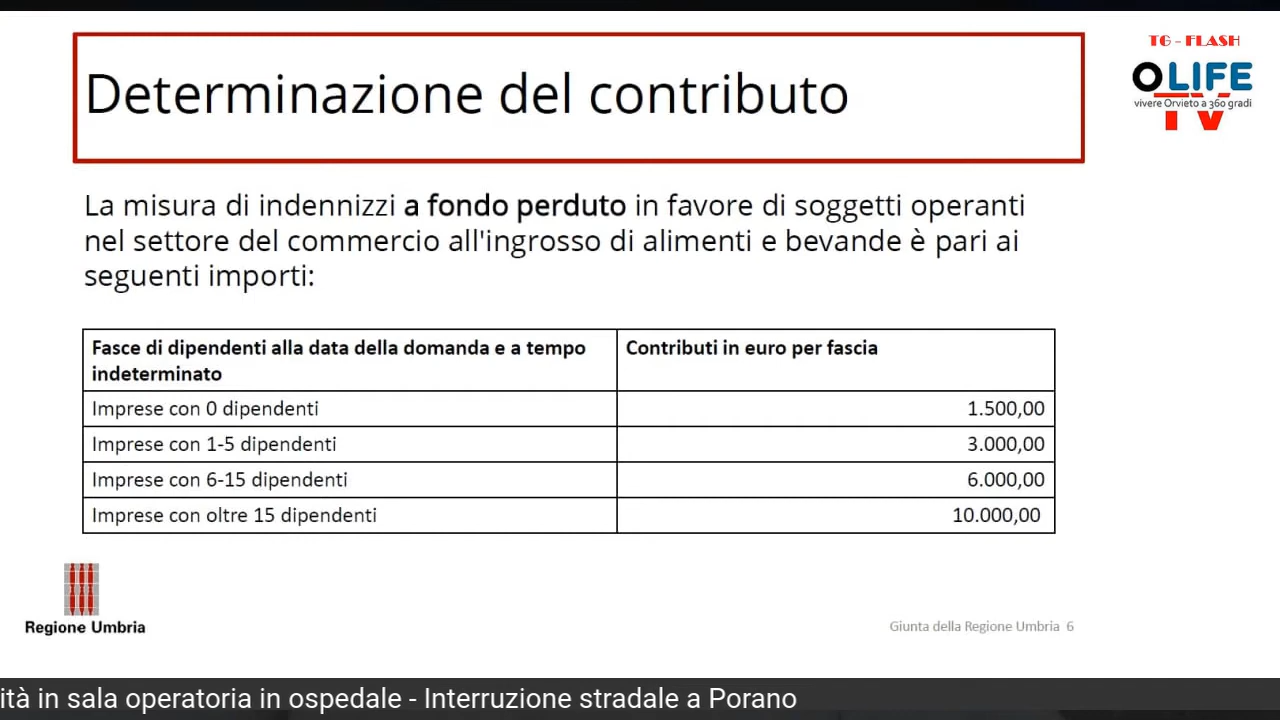 TG - FLASH
OLIFE
vivere Orvieto a 360 gradi
TV
Determinazione del contributo
La misura di indennizzi a fondo perduto in favore di soggetti operanti
nel settore del commercio all'ingrosso di alimenti e bevande è pari ai
seguenti importi:
Fasce di dipendenti alla data della domanda e a tempo
indeterminato
Contributi in euro per fascia
Imprese con 0 dipendenti 1.500,00
Imprese con 1-5 dipendenti 3.000,00
Imprese con 6-15 dipendenti 6.000,00
Imprese con oltre 15 dipendenti 10.000,00
Regione Umbria
Giunta della Regione Umbria 6
ità in sala operatoria in ospedale - Interruzione stradale a Porano